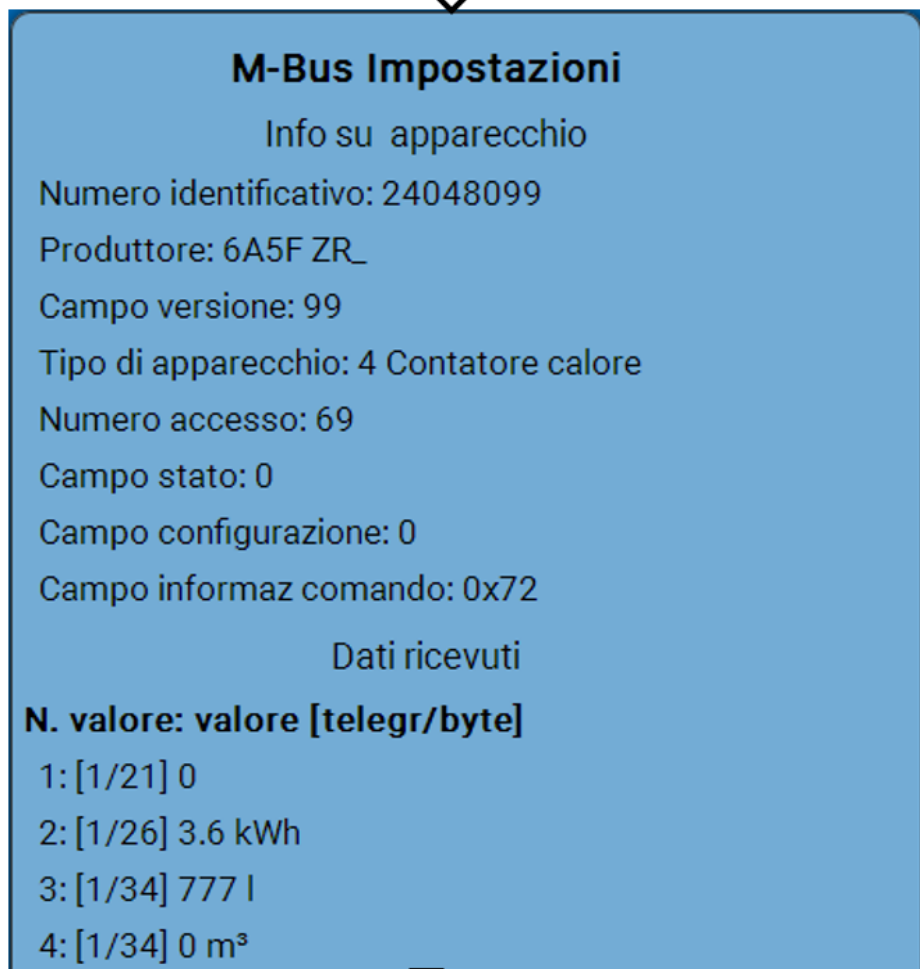 M-Bus Impostazioni
Info su apparecchio
Numero identificativo: 24048099
Produttore: 6A5F ZR_
Campo versione: 99
Tipo di apparecchio: 4 Contatore calore
Numero accesso: 69
Campo stato: 0
Campo configurazione: 0
Campo informaz comando: 0x72
Dati ricevuti
N. valore: valore [telegr/byte]
1: [1/21] 0
2: [1/26] 3.6 kWh
3: [1/34] 777 l
4: [1/34] 0 m³